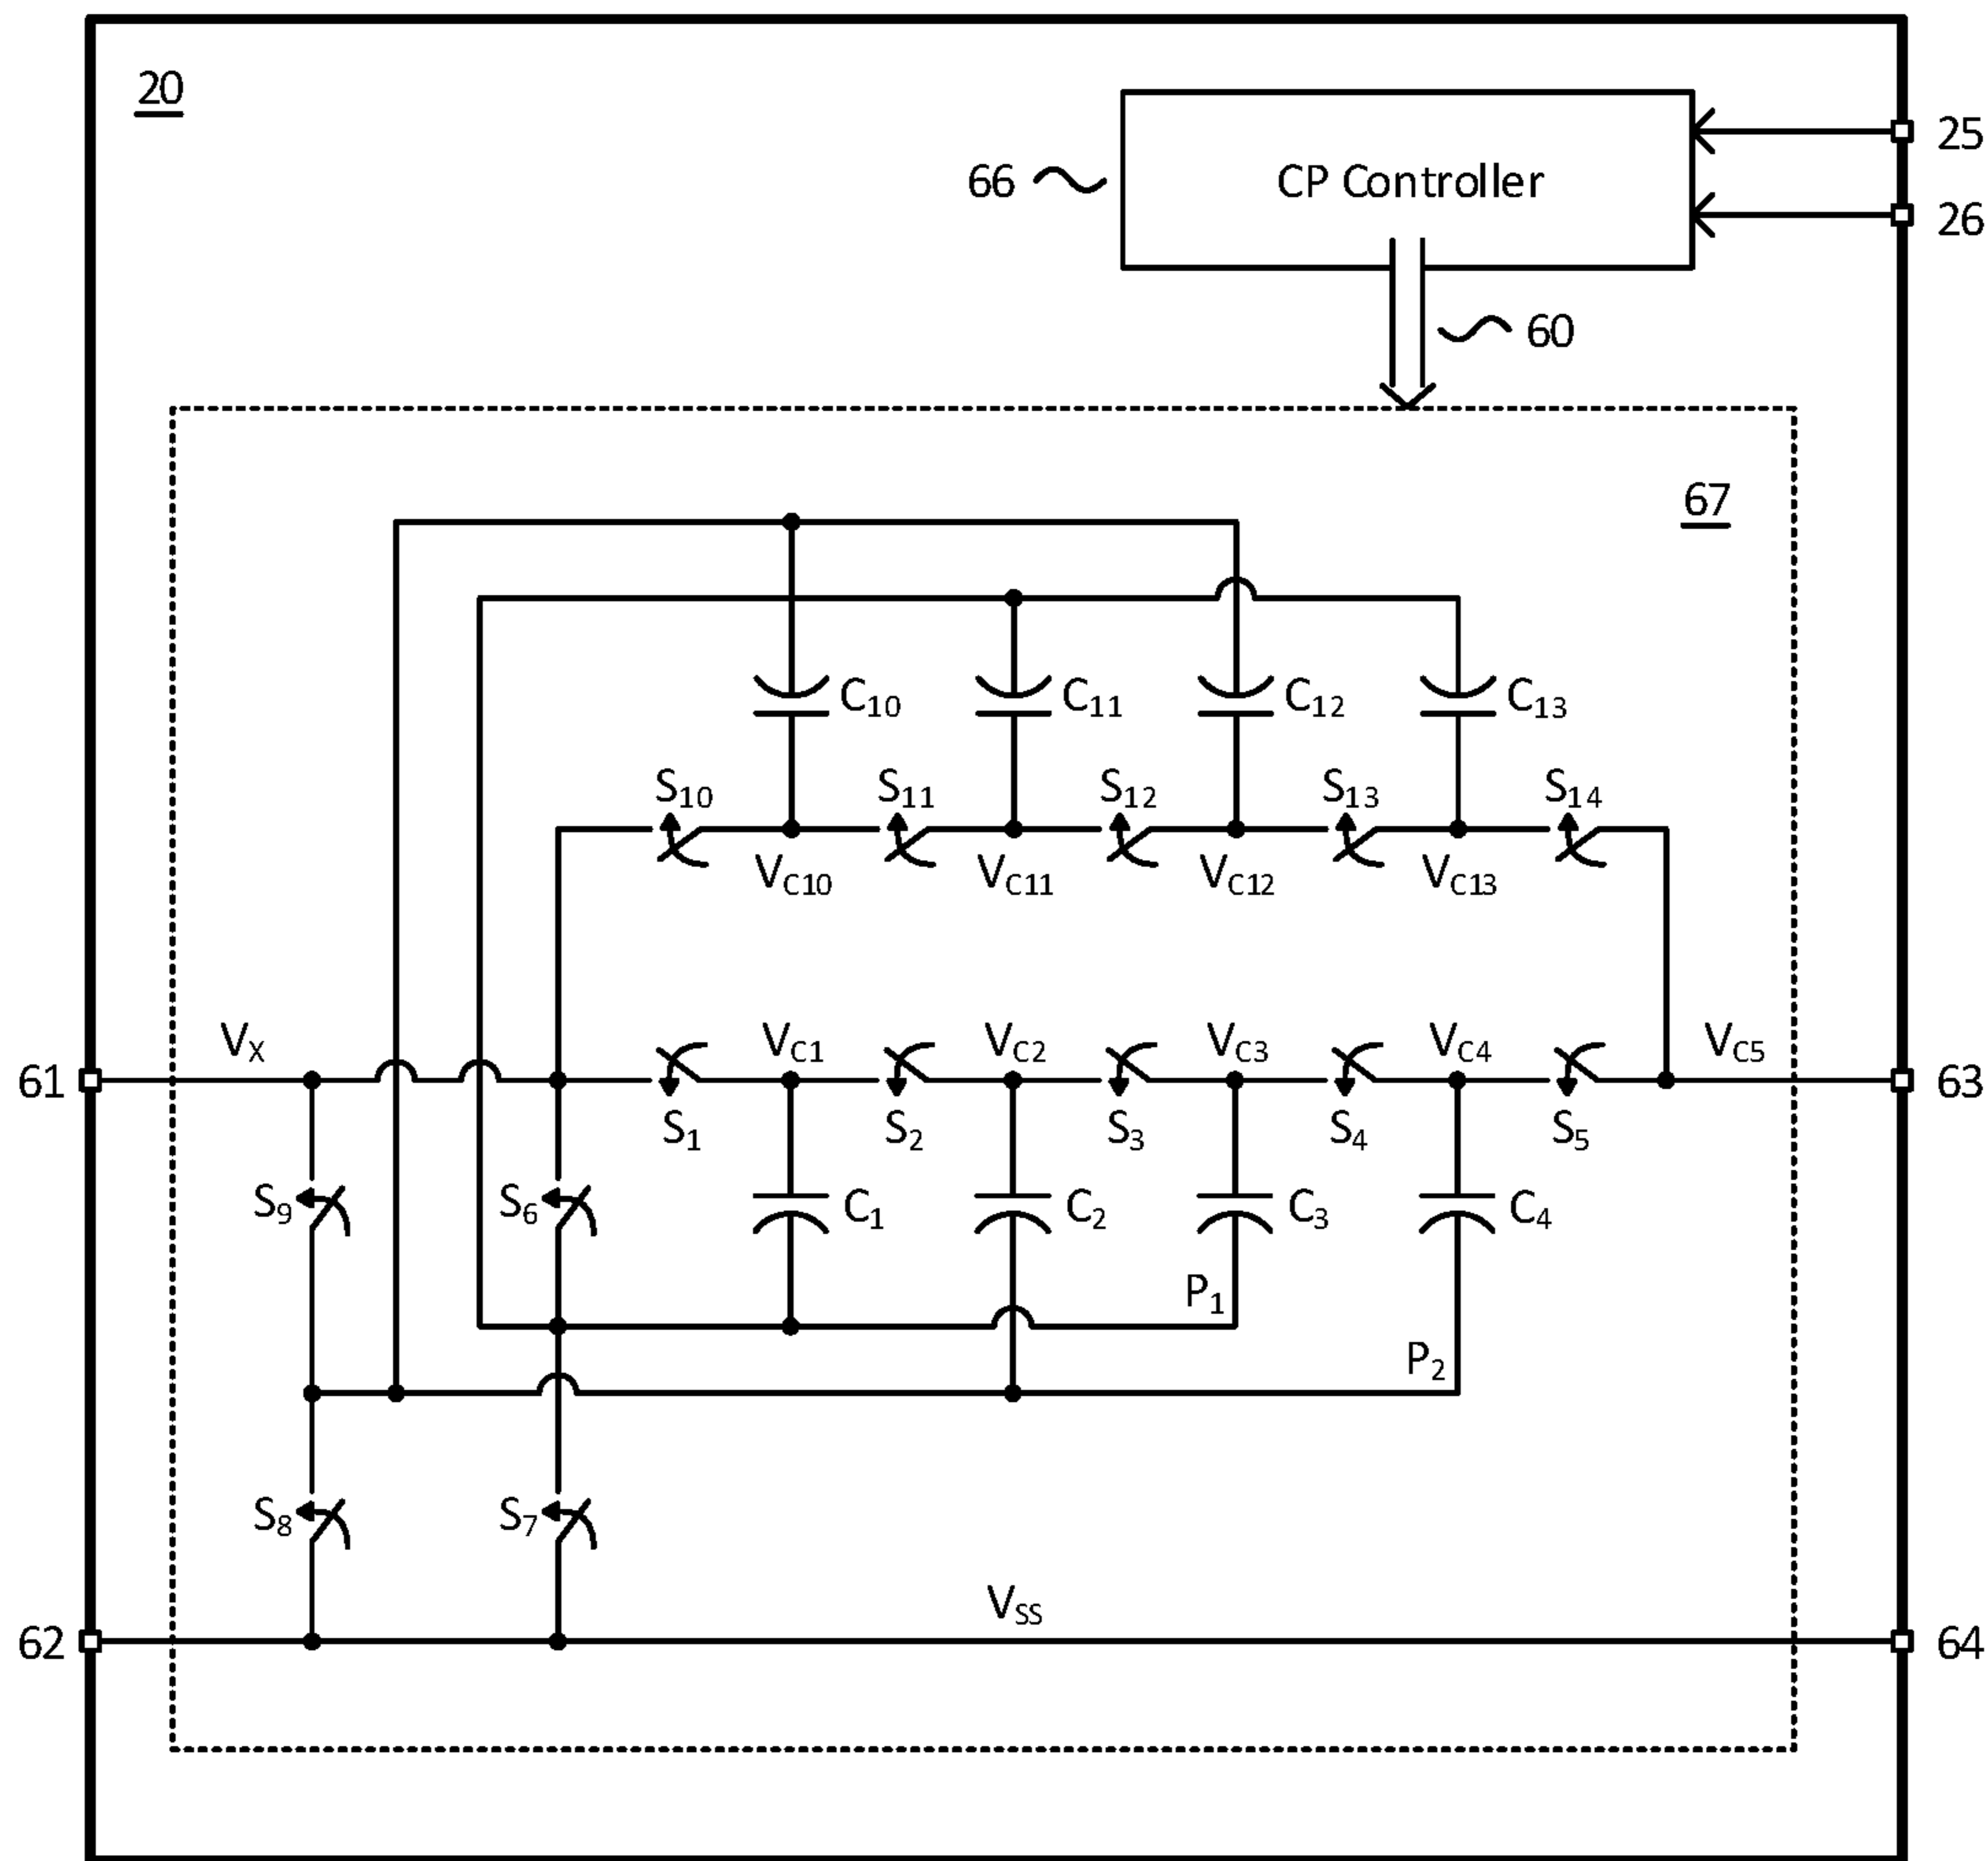 20
25
66 CP Controller
26
60
67
C10 C11 C12 C13
S10 S11 S12 S13 S14
VC10 VC11 VC12 VC13
VX VC1 VC2 VC3 VC4 VC5
61 63
S1 S2 S3 S4 S5
S9 S6 C1 C2 C3 C4
P1
P2
S8 S7
VSS
62 64